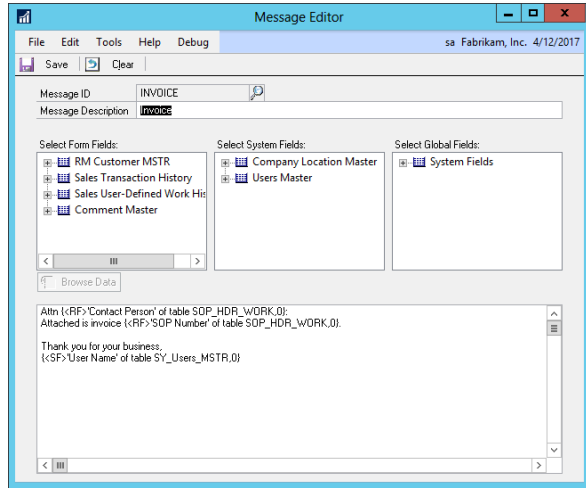 Message Editor
File Edit Tools Help Debug
sa Fabrikam, Inc. 4/12/2017
Save Clear
Message ID INVOICE
Message Description Invoice
Select Form Fields: Select System Fields: Select Global Fields:
RM Customer MSTR Company Location Master System Fields
Sales Transaction History Users Master
Sales User-Defined Work His
Comment Master
Browse Data
Attn {<RF>'Contact Person' of table SOP_HDR_WORK,0}:
Attached is invoice {<RF>'SOP Number' of table SOP_HDR_WORK,0}.
Thank you for your business,
{<SF>'User Name' of table SY_Users_MSTR,0}